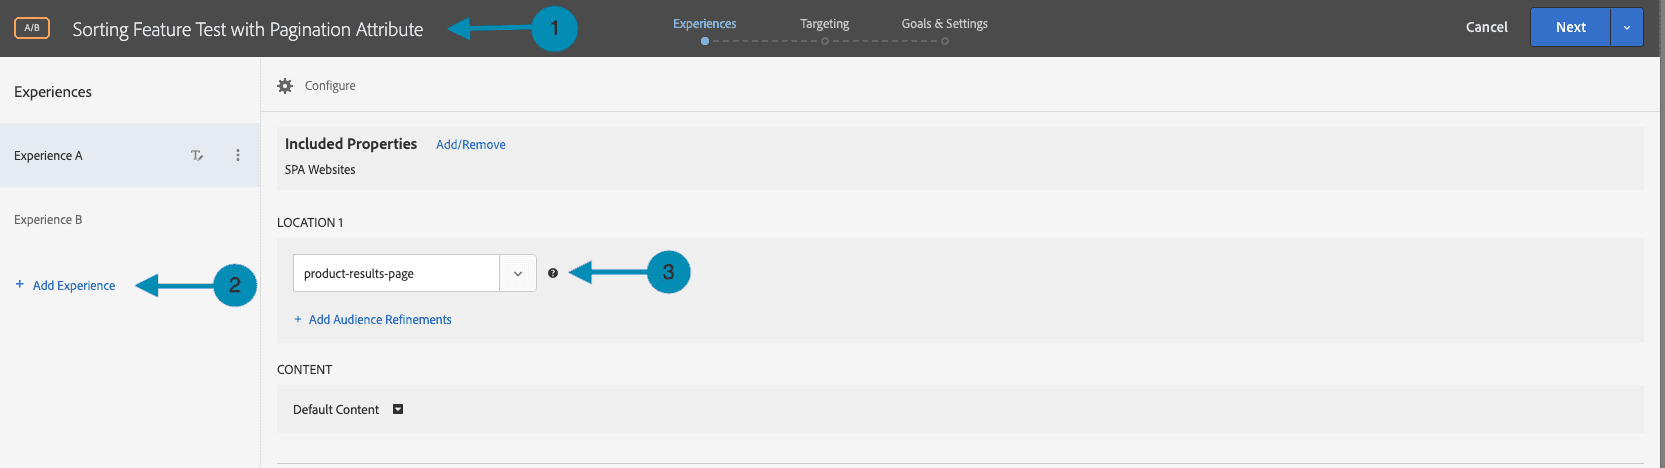 A/B Sorting Feature Test with Pagination Attribute 1 Experiences Targeting Goals & Settings Cancel Next
Experiences
Configure
Included Properties Add/Remove
Experience A
SPA Websites
Experience B
LOCATION 1
product-results-page 3
+ Add Experience 2
+ Add Audience Refinements
CONTENT
Default Content